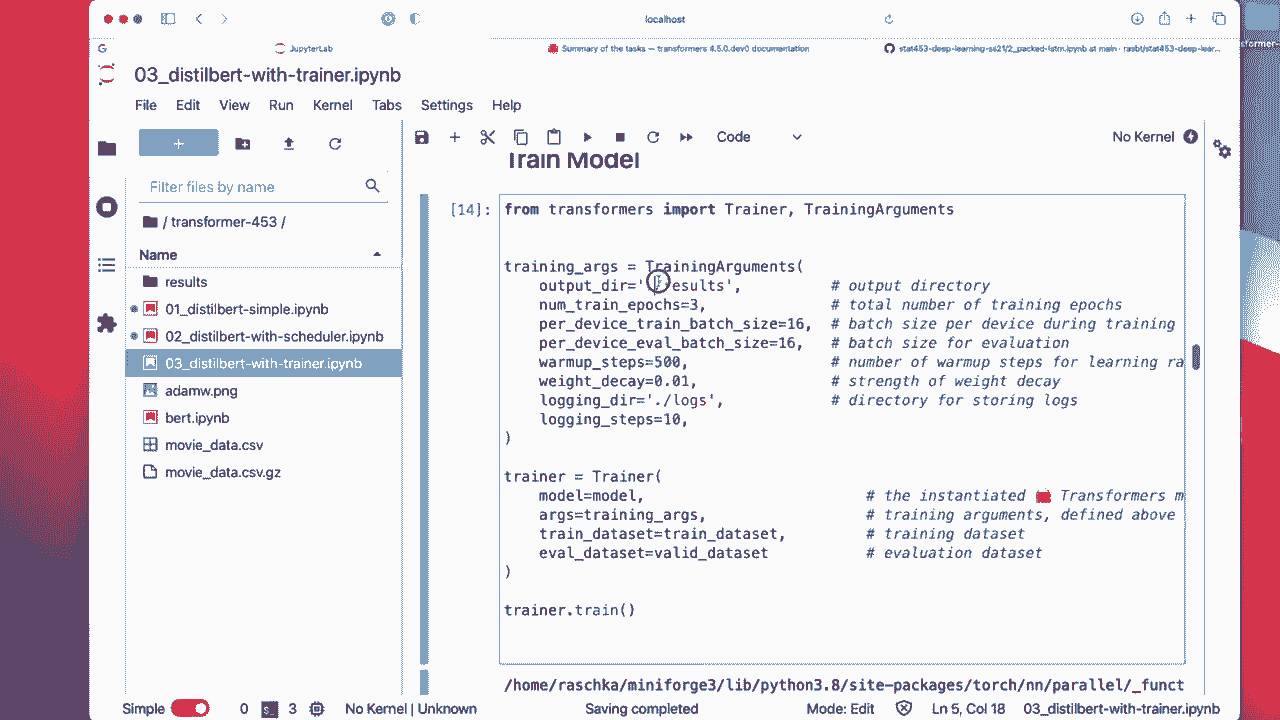 localhost
JupyterLab
Summary of the tasks — transformers 4.5.0.dev0 documentation
stat453-deep-learning-ss21/2_packed-lstm.ipynb at main · rasbt/stat453-deep-lear...
03_distilbert-with-trainer.ipynb
File Edit View Run Kernel Tabs Settings Help
Code
No Kernel
Filter files by name
/ transformer-453 /
Name
results
01_distilbert-simple.ipynb
02_distilbert-with-scheduler.ipynb
03_distilbert-with-trainer.ipynb
adamw.png
bert.ipynb
movie_data.csv
movie_data.csv.gz
Train Model
[14]: from transformers import Trainer, TrainingArguments
training_args = TrainingArguments(
output_dir='./results', # output directory
num_train_epochs=3, # total number of training epochs
per_device_train_batch_size=16, # batch size per device during training
per_device_eval_batch_size=16, # batch size for evaluation
warmup_steps=500, # number of warmup steps for learning ra
weight_decay=0.01, # strength of weight decay
logging_dir='./logs', # directory for storing logs
logging_steps=10,
)
trainer = Trainer(
model=model, # the instantiated 🤗 Transformers m
args=training_args, # training arguments, defined above
train_dataset=train_dataset, # training dataset
eval_dataset=valid_dataset # evaluation dataset
)
trainer.train()
/home/raschka/miniforge3/lib/python3.8/site-packages/torch/nn/parallel/_funct
Simple 0 3 No Kernel | Unknown Saving completed Mode: Edit Ln 5, Col 18 03_distilbert-with-trainer.ipynb